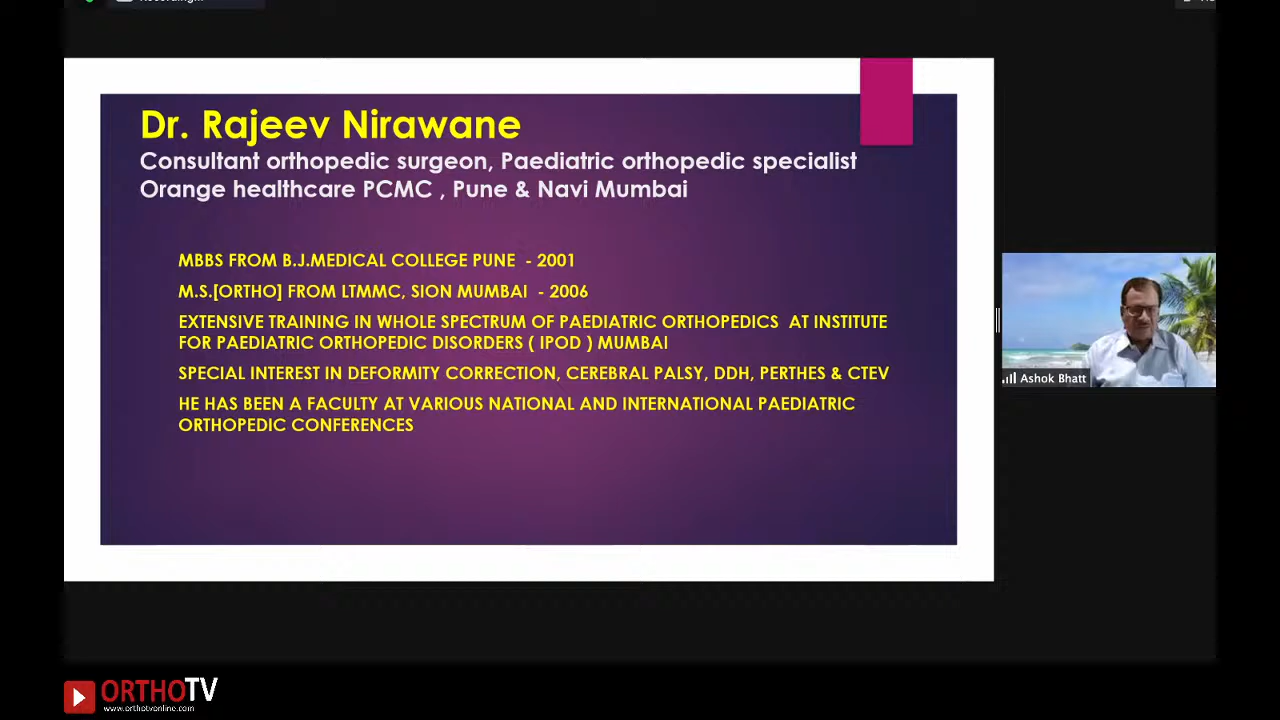 Dr. Rajeev Nirawane
Consultant orthopedic surgeon, Paediatric orthopedic specialist
Orange healthcare PCMC , Pune & Navi Mumbai
MBBS FROM B.J.MEDICAL COLLEGE PUNE - 2001
M.S.[ORTHO] FROM LTMMC, SION MUMBAI - 2006
EXTENSIVE TRAINING IN WHOLE SPECTRUM OF PAEDIATRIC ORTHOPEDICS AT INSTITUTE
FOR PAEDIATRIC ORTHOPEDIC DISORDERS ( IPOD ) MUMBAI
SPECIAL INTEREST IN DEFORMITY CORRECTION, CEREBRAL PALSY, DDH, PERTHES & CTEV
HE HAS BEEN A FACULTY AT VARIOUS NATIONAL AND INTERNATIONAL PAEDIATRIC
ORTHOPEDIC CONFERENCES
Ashok Bhatt
ORTHOTV
www.orthotvonline.com